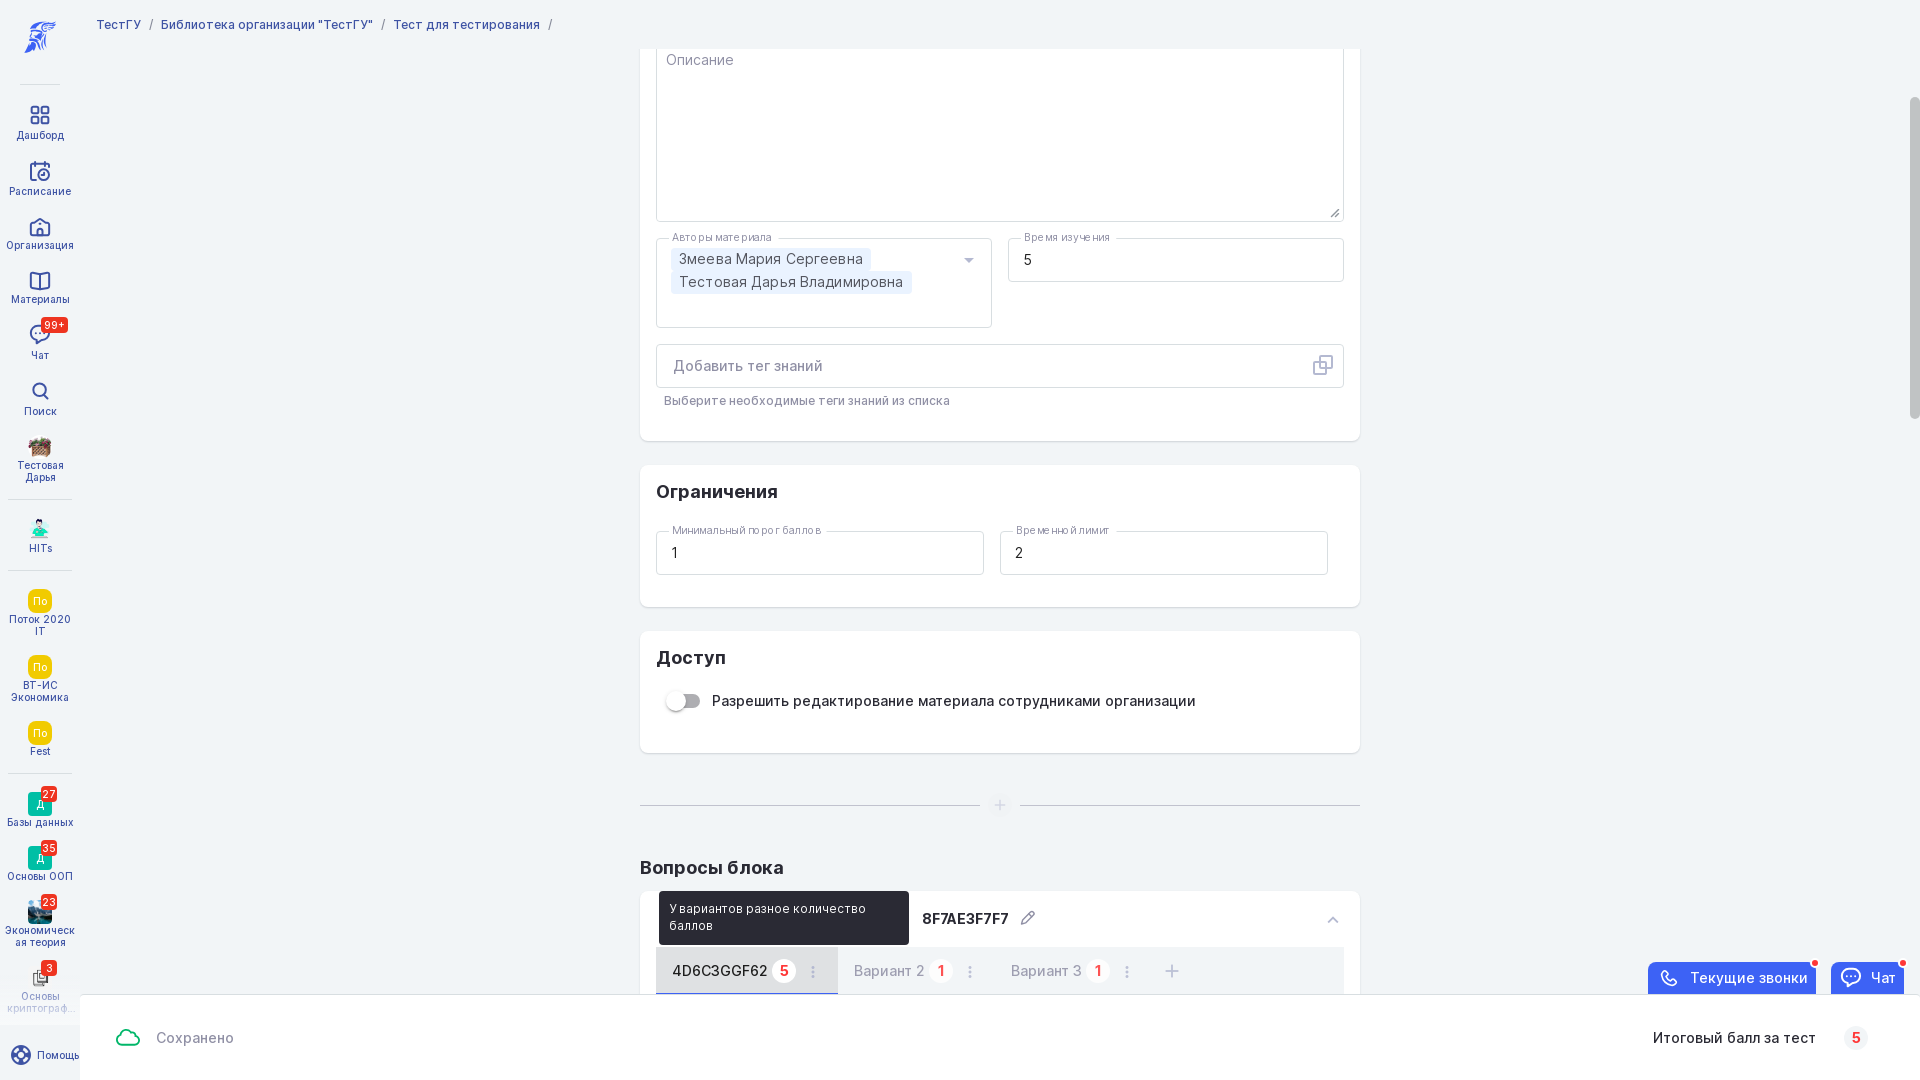 ТестГУ / Библиотека организации "ТестГУ" / Тест для тестирования /
Дашборд
Расписание
Организация
Материалы
99+
Чат
Поиск
Тестовая
Дарья
HITs
По
Поток 2020
IT
По
ВТ-ИС
Экономика
По
Fest
27
Д
Базы данных
35
Д
Основы ООП
23
Экономическ
ая теория
3
Основы
криптограф...
Помощь
Описание
Авторы материала
Змеева Мария Сергеевна
Тестовая Дарья Владимировна
Время изучения
5
Добавить тег знаний
Выберите необходимые теги знаний из списка
Ограничения
Минимальный порог баллов
1
Временной лимит
2
Доступ
Разрешить редактирование материала сотрудниками организации
Вопросы блока
У вариантов разное количество
баллов
8F7AE3F7F7
4D6C3GGF62 5
Вариант 2 1
Вариант 3 1
Текущие звонки
Чат
Сохранено
Итоговый балл за тест 5